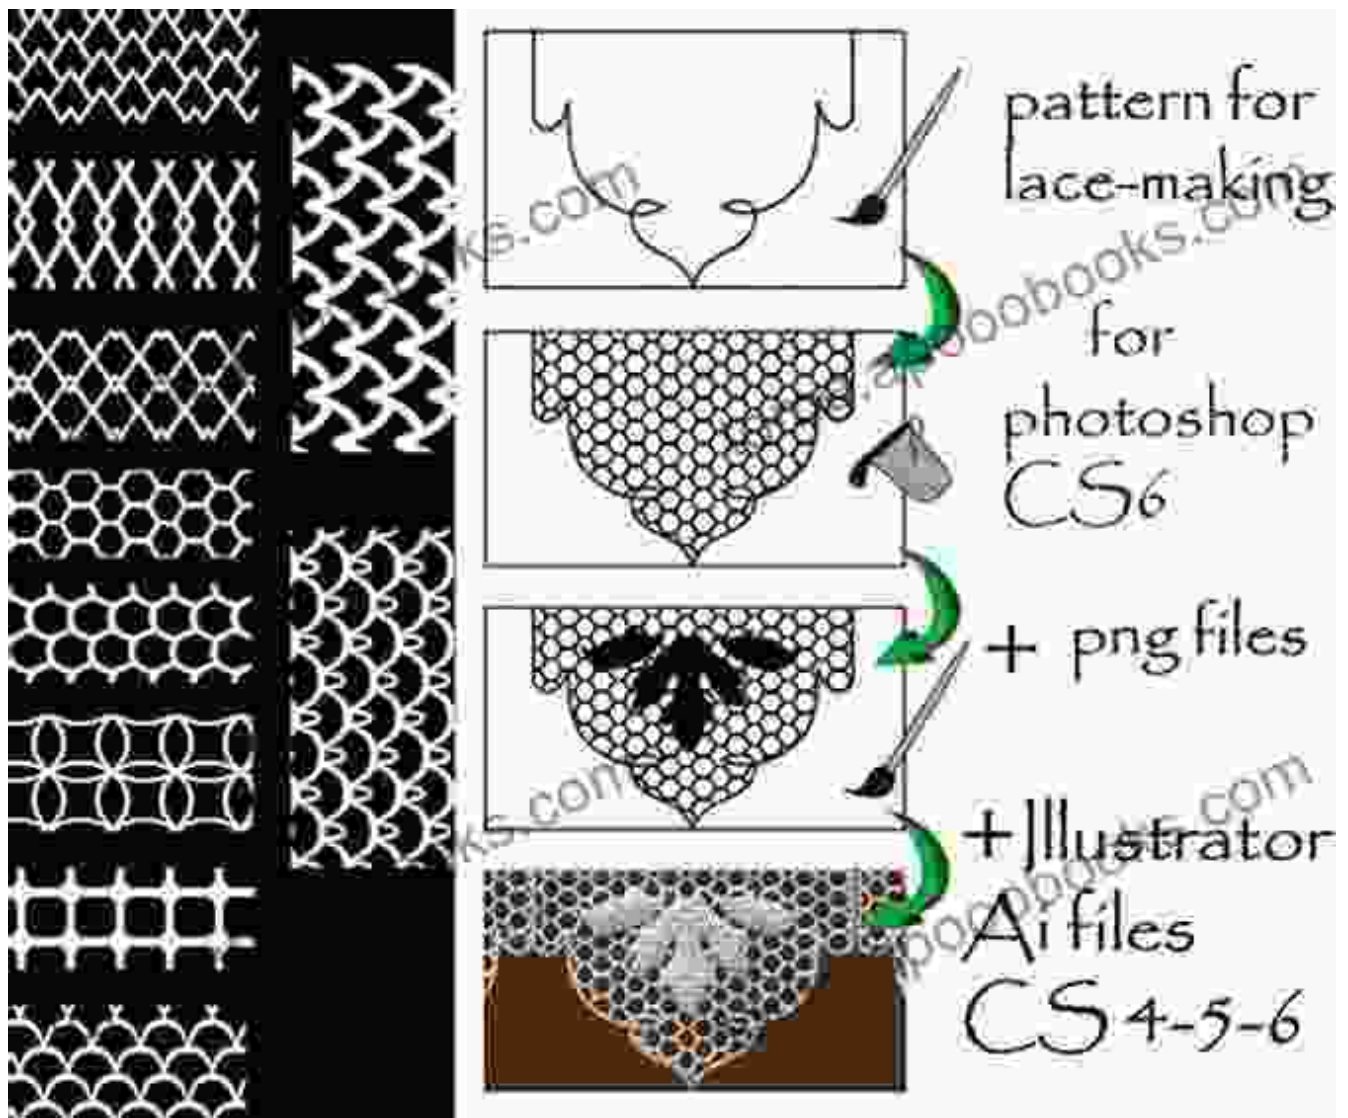 pattern for
lace-making
for
photoshop
CS6
+ png files
+Illustrator
Ai files
CS 4-5-6